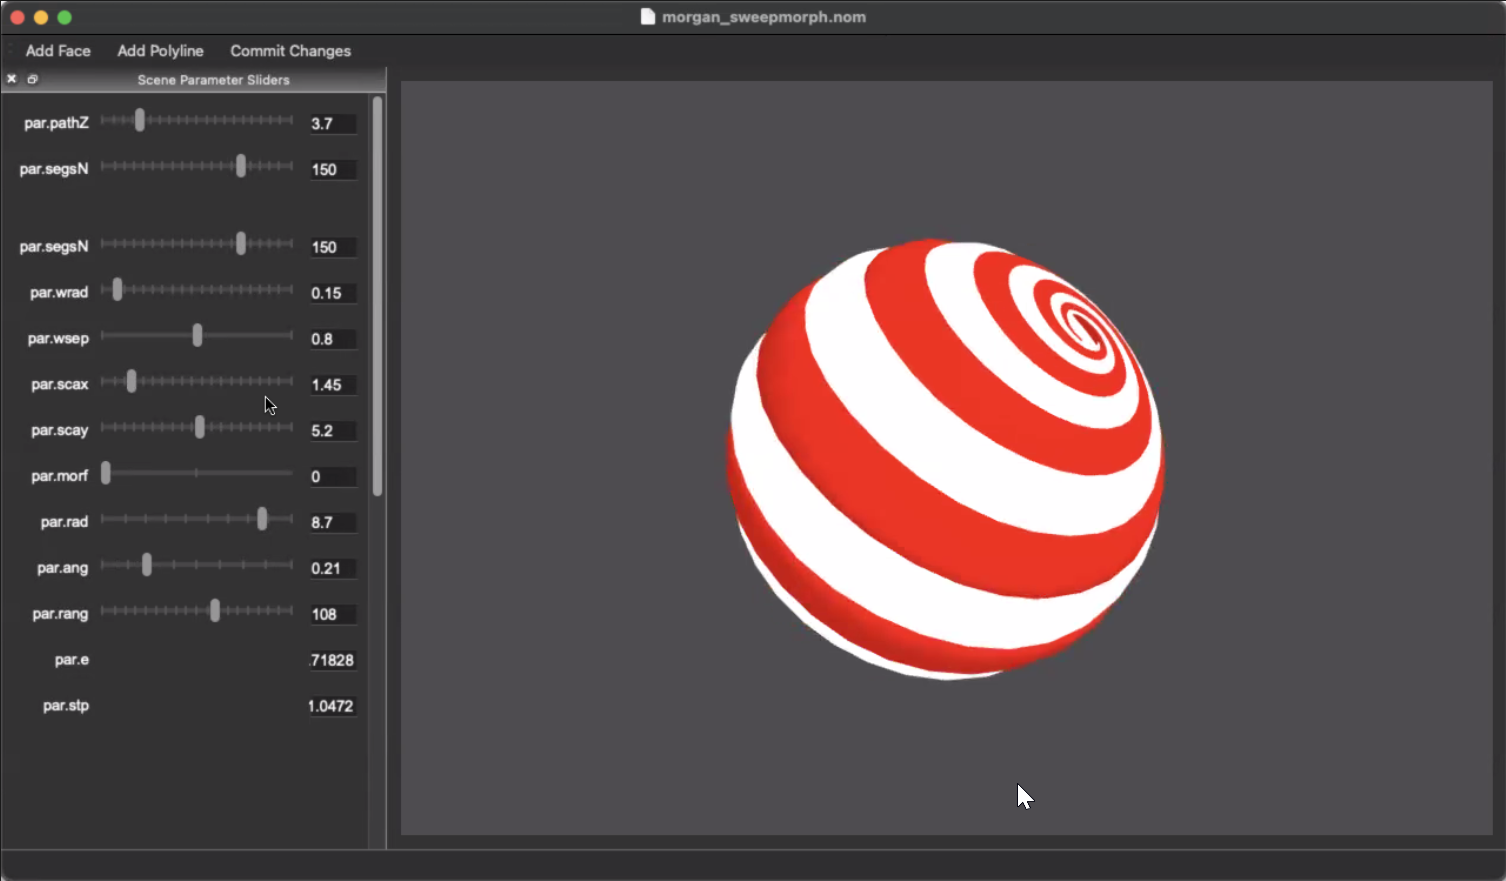 morgan_sweepmorph.nom
Add Face Add Polyline Commit Changes
Scene Parameter Sliders
par.pathZ 3.7
par.segsN 150
par.segsN 150
par.wrad 0.15
par.wsep 0.8
par.scax 1.45
par.scay 5.2
par.morf 0
par.rad 8.7
par.ang 0.21
par.rang 108
par.e .71828
par.stp 1.0472